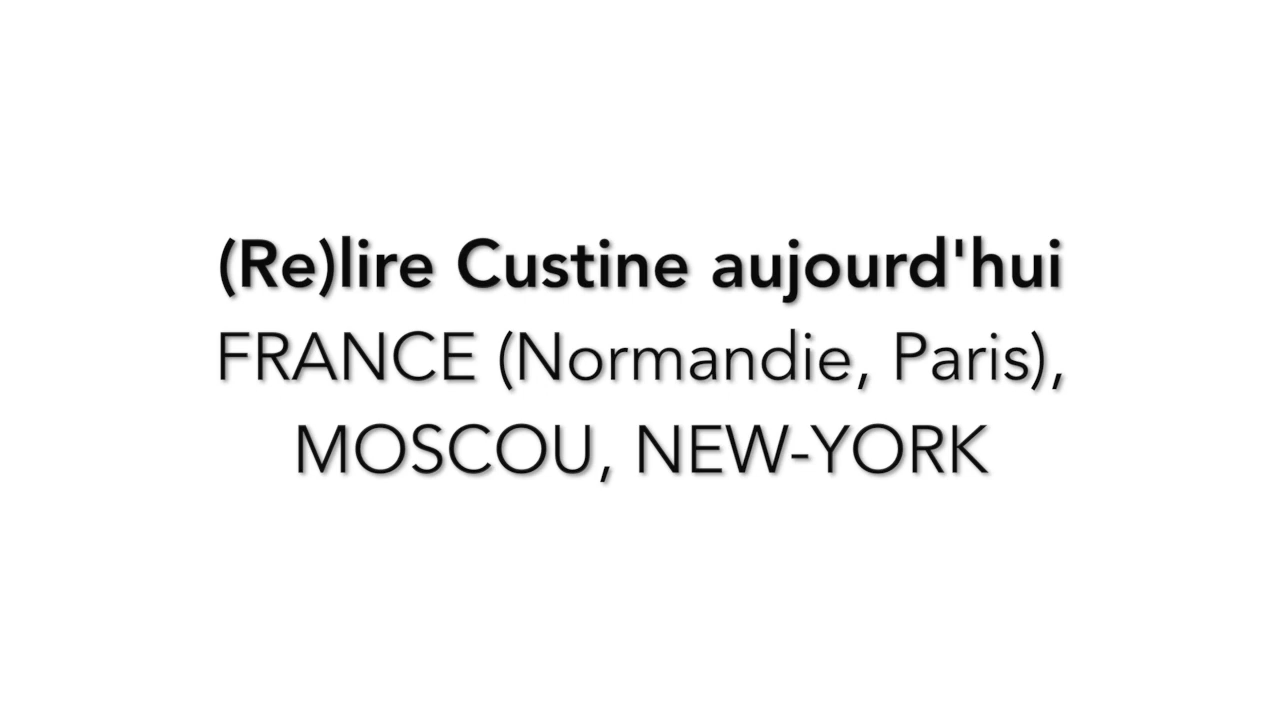 (Re)lire Custine aujourd'hui
FRANCE (Normandie, Paris),
MOSCOU, NEW-YORK